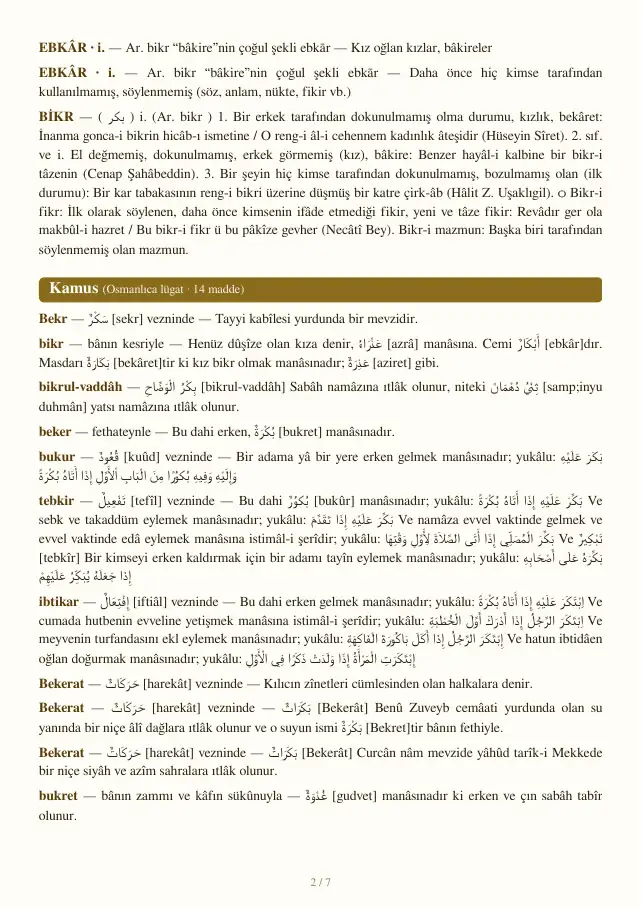 EBKÂR · i. — Ar. bikr “bâkire”nin çoğul şekli ebkār — Kız oğlan kızlar, bâkireler
EBKÂR · i. — Ar. bikr “bâkire”nin çoğul şekli ebkār — Daha önce hiç kimse tarafından
kullanılmamış, söylenmemiş (söz, anlam, nükte, fikir vb.)
BİKR — ( بكر ) i. (Ar. bikr ) 1. Bir erkek tarafından dokunulmamış olma durumu, kızlık, bekâret:
İnanma gonca-i bikrin hicâb-ı ismetine / O reng-i âl-i cehennem kadınlık âteşidir (Hüseyin Sîret). 2. sıf.
ve i. El değmemiş, dokunulmamış, erkek görmemiş (kız), bâkire: Benzer hayâl-i kalbine bir bikr-i
tâzenin (Cenap Şahâbeddin). 3. Bir şeyin hiç kimse tarafından dokunulmamış, bozulmamış olan (ilk
durumu): Bir kar tabakasının reng-i bikri üzerine düşmüş bir katre çirk-âb (Hâlit Z. Uşaklıgil). ѻ Bikr-i
fikr: İlk olarak söylenen, daha önce kimsenin ifâde etmediği fikir, yeni ve tâze fikir: Revâdır ger ola
makbûl-i hazret / Bu bikr-i fikr ü bu pâkîze gevher (Necâtî Bey). Bikr-i mazmun: Başka biri tarafından
söylenmemiş olan mazmun.
Kamus (Osmanlıca lügat · 14 madde)
Bekr — سَكْرٌ [sekr] vezninde — Tayyi kabîlesi yurdunda bir mevzidir.
bikr — bânın kesriyle — Henüz dûşîze olan kıza denir, عَذْرَاءُ [azrâ] manâsına. Cemi أَبْكَارٌ [ebkâr]dır.
Masdarı بَكَارَةٌ [bekâret]tir ki kız bikr olmak manâsınadır; عَذِرَةٌ [aziret] gibi.
bikrul-vaddâh — بِكْرُ الْوَضَّاحِ [bikrul-vaddâh] Sabâh namâzına ıtlâk olunur, niteki ثِنْيُ دُهْمَانَ [samp;inyu
duhmân] yatsı namâzına ıtlâk olunur.
beker — fethateynle — Bu dahi erken, بُكْرَةٌ [bukret] manâsınadır.
bukur — قُعُودٌ [kuûd] vezninde — Bir adama yâ bir yere erken gelmek manâsınadır; yukâlu: بَكَرَ عَلَيْهِ
وَإِلَيْهِ وَفِيهِ بُكُورًا مِنَ الْبَابِ الْأَوَّلِ إِذَا أَتَاهُ بُكْرَةً
tebkir — تَفْعِيلٌ [tefîl] vezninde — Bu dahi بُكُورٌ [bukûr] manâsınadır; yukâlu: بَكَّرَ عَلَيْهِ إِذَا أَتَاهُ بُكْرَةً Ve
sebk ve takaddüm eylemek manâsınadır; yukâlu: بَكَّرَ عَلَيْهِ إِذَا تَقَدَّمَ Ve namâza evvel vaktinde gelmek ve
evvel vaktinde edâ eylemek manâsına istimâl-i şerîdir; yukâlu: بَكَّرَ الْمُصَلِّي إِذَا أَتَى الصَّلَاةَ لِأَوَّلِ وَقْتِهَا Ve تَبْكِيرٌ
[tebkîr] Bir kimseyi erken kaldırmak için bir adamı tayîn eylemek manâsınadır; yukâlu: بَكَّرَهُ عَلَى أَصْحَابِهِ
إِذَا جَعَلَهُ يُبَكِّرُ عَلَيْهِمْ
ibtikar — إِفْتِعَالٌ [iftiâl] vezninde — Bu dahi erken gelmek manâsınadır; yukâlu: إِبْتَكَرَ عَلَيْهِ إِذَا أَتَاهُ بُكْرَةً Ve
cumada hutbenin evveline yetişmek manâsına istimâl-i şerîdir; yukâlu: إِبْتَكَرَ الرَّجُلُ إِذَا أَدْرَكَ أَوَّلَ الْخُطْبَةِ Ve
meyvenin turfandasını ekl eylemek manâsınadır; yukâlu: إِبْتَكَرَ الرَّجُلُ إِذَا أَكَلَ بَاكُورَةَ الْفَاكِهَةِ Ve hatun ibtidâen
oğlan doğurmak manâsınadır; yukâlu: إِبْتَكَرَتِ الْمَرْأَةُ إِذَا وَلَدَتْ ذَكَرًا فِي الْأَوَّلِ
Bekerat — حَرَكَاتٌ [harekât] vezninde — Kılıcın zînetleri cümlesinden olan halkalara denir.
Bekerat — حَرَكَاتٌ [harekât] vezninde — بَكَرَاتٌ [Bekerât] Benû Zuveyb cemâati yurdunda olan su
yanında bir niçe âlî dağlara ıtlâk olunur ve o suyun ismi بَكْرَةٌ [Bekret]tir bânın fethiyle.
Bekerat — حَرَكَاتٌ [harekât] vezninde — بَكَرَاتٌ [Bekerât] Curcân nâm mevzide yâhûd tarîk-i Mekkede
bir niçe siyâh ve azîm sahralara ıtlâk olunur.
bukret — bânın zammı ve kâfın sükûnuyla — غُدْوَةٌ [gudvet] manâsınadır ki erken ve çın sabâh tabîr
olunur.
2 / 7